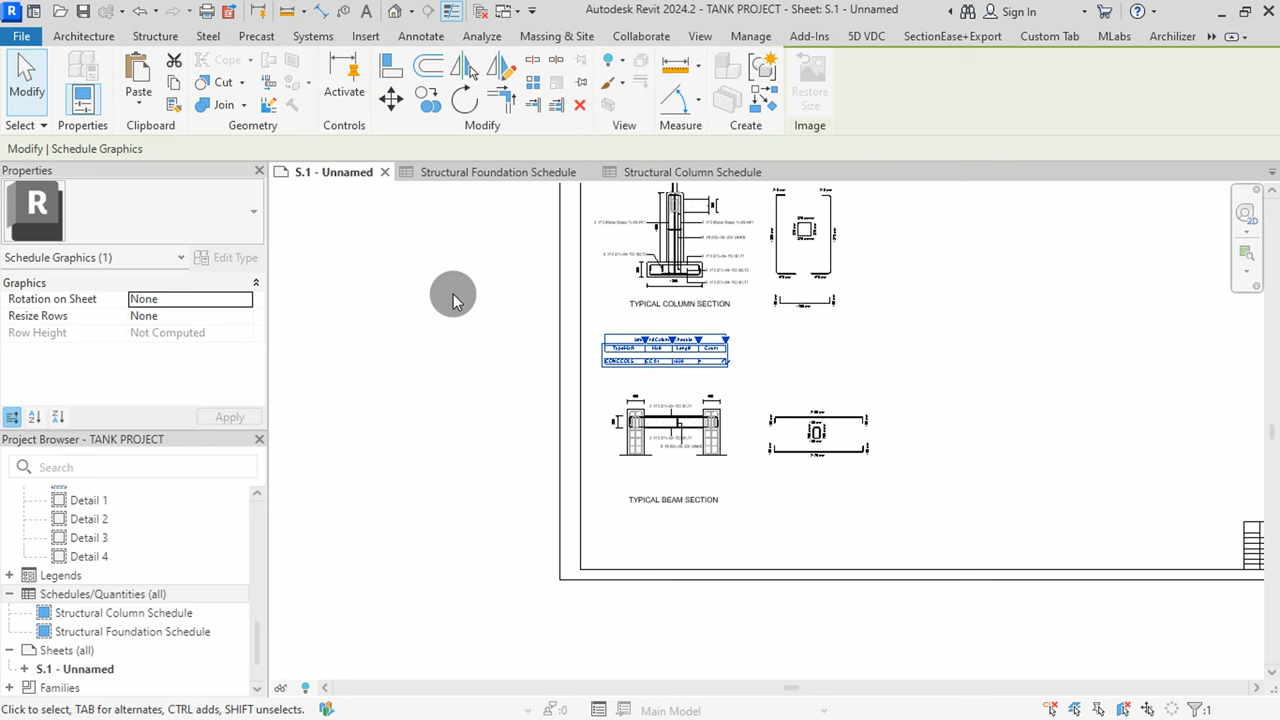 Autodesk Revit 2024.2 - TANK PROJECT - Sheet: S.1 - Unnamed
Sign In
File Architecture Structure Steel Precast Systems Insert Annotate Analyze Massing & Site Collaborate View Manage Add-Ins 5D VDC SectionEase+Export Custom Tab MLabs Archilizer
Modify
Paste
Cope
Cut
Join
Activate
Restore
Size
Select Properties Clipboard Geometry Controls Modify View Measure Create Image
Modify | Schedule Graphics
Properties
S.1 - Unnamed
Structural Foundation Schedule
Structural Column Schedule
R
Schedule Graphics (1)
Edit Type
Graphics
Rotation on Sheet None
Resize Rows None
Row Height Not Computed
Apply
Project Browser - TANK PROJECT
Search
Detail 1
Detail 2
Detail 3
Detail 4
Legends
Schedules/Quantities (all)
Structural Column Schedule
Structural Foundation Schedule
Sheets (all)
S.1 - Unnamed
Families
2D
TYPICAL COLUMN SECTION
TYPICAL BEAM SECTION
Click to select, TAB for alternates, CTRL adds, SHIFT unselects.
:0
Main Model
:1